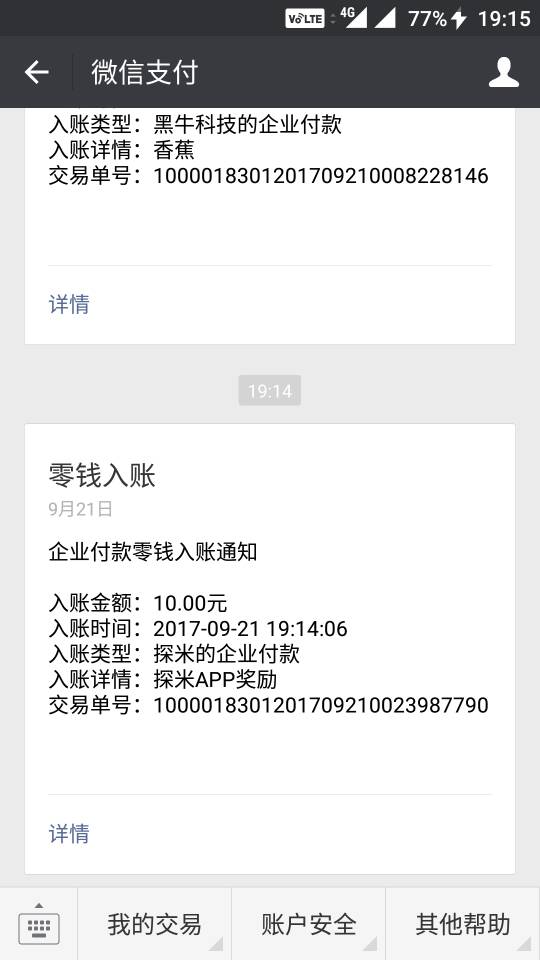 VoLTE 4G 77% 19:15
微信支付
入账类型：黑牛科技的企业付款
入账详情：香蕉
交易单号：1000018301201709210008228146
详情
19:14
零钱入账
9月21日
企业付款零钱入账通知
入账金额：10.00元
入账时间：2017-09-21 19:14:06
入账类型：探米的企业付款
入账详情：探米APP奖励
交易单号：1000018301201709210023987790
详情
我的交易 账户安全 其他帮助